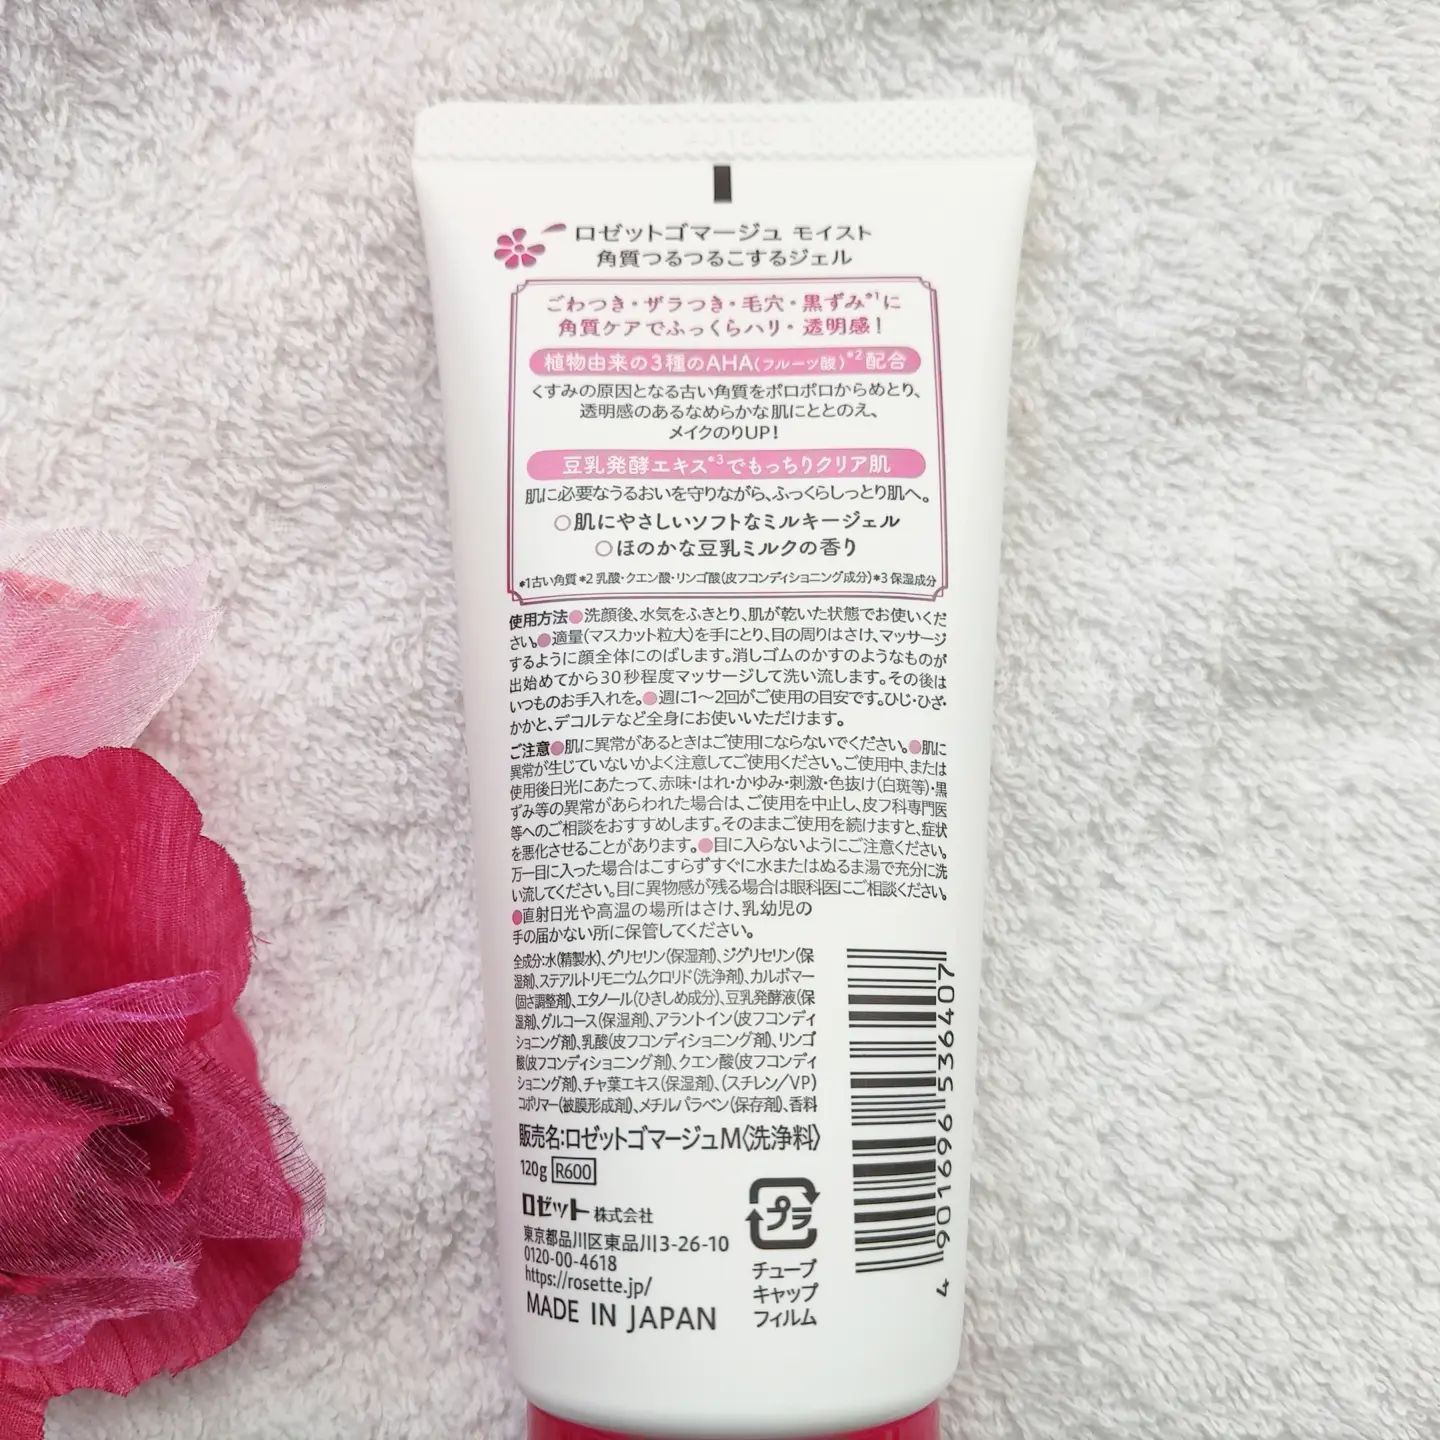 ロゼットゴマージュ モイスト
角質つるつるこするジェル
ごわつき・ザラつき・毛穴・黒ずみ*1に
角質ケアでふっくらハリ・透明感!
植物由来の3種のAHA(フルーツ酸)*2配合
くすみの原因となる古い角質をポロポロからめとり、
透明感のあるなめらかな肌にととのえ、
メイクのりUP!
豆乳発酵エキス*3でもっちりクリア肌
肌に必要なうるおいを守りながら、ふっくらしっとり肌へ。
○肌にやさしいソフトなミルキージェル
○ほのかな豆乳ミルクの香り
*1古い角質 *2 乳酸・クエン酸・リンゴ酸(皮フコンディショニング成分)*3 保湿成分
使用方法●洗顔後、水気をふきとり、肌が乾いた状態でお使いくだ
さい。●適量(マスカット粒大)を手にとり、目の周りはさけ、マッサージ
するように顔全体にのばします。消しゴムのかすのようなものが
出始めてから30秒程度マッサージして洗い流します。その後は
いつものお手入れを。●週に1〜2回がご使用の目安です。ひじ・ひざ・
かかと、デコルテなど全身にお使いいただけます。
ご注意●肌に異常があるときはご使用にならないでください。●肌に
異常が生じていないかよく注意してご使用ください。ご使用中、または
使用後日光にあたって、赤味・はれ・かゆみ・刺激・色抜け(白斑等)・黒
ずみ等の異常があらわれた場合は、ご使用を中止し、皮フ科専門医
等へのご相談をおすすめします。そのままご使用を続けますと、症状
を悪化させることがあります。●目に入らないようにご注意ください。
万一目に入った場合はこすらずすぐに水またはぬるま湯で充分に洗
い流してください。目に異物感が残る場合は眼科医にご相談ください。
●直射日光や高温の場所はさけ、乳幼児の
手の届かない所に保管してください。
全成分:水(精製水)、グリセリン(保湿剤)、ジグリセリン(保
湿剤)、ステアルトリモニウムクロリド(洗浄剤)、カルボマー
(固さ調整剤)、エタノール(ひきしめ成分)、豆乳発酵液(保
湿剤)、グルコース(保湿剤)、アラントイン(皮フコンディ
ショニング剤)、乳酸(皮フコンディショニング剤)、リンゴ
酸(皮フコンディショニング剤)、クエン酸(皮フコンディ
ショニング剤)、チャ葉エキス(保湿剤)、(スチレン/VP)
コポリマー(被膜形成剤)、メチルパラベン(保存剤)、香料
販売名:ロゼットゴマージュM〈洗浄料〉
120g R600
ロゼット 株式会社
東京都品川区東品川3-26-10
0120-00-4618
https://rosette.jp/
MADE IN JAPAN
プラ
チューブ
キャップ
フィルム
4 901696 536407